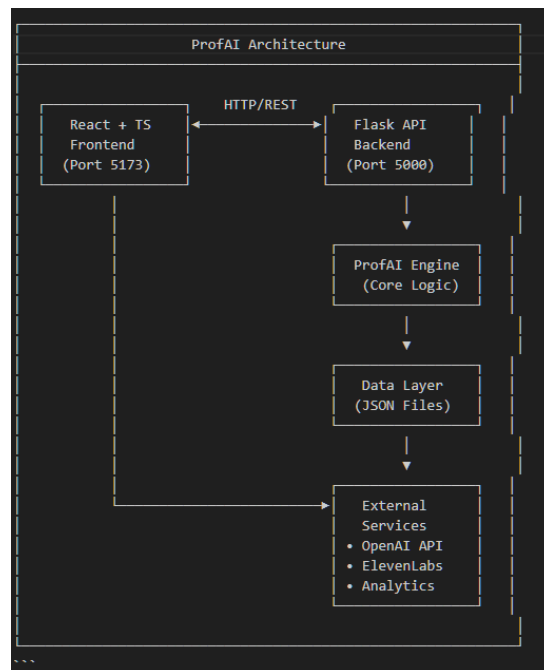 ProfAI Architecture
HTTP/REST
React + TS
Frontend
(Port 5173)
Flask API
Backend
(Port 5000)
ProfAI Engine
(Core Logic)
Data Layer
(JSON Files)
External
Services
• OpenAI API
• ElevenLabs
• Analytics
```